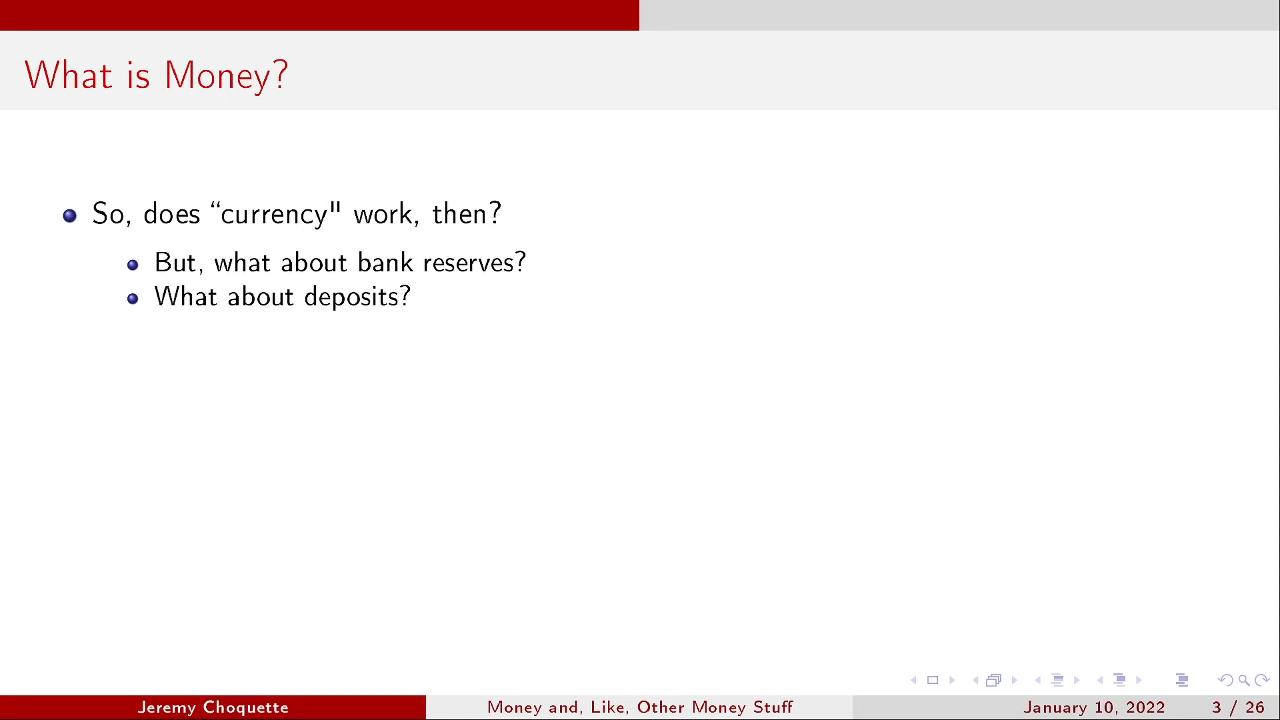 What is Money?
So, does “currency" work, then?
But, what about bank reserves?
What about deposits?
Jeremy Choquette
Money and, Like, Other Money Stuff
January 10, 2022
3 / 26